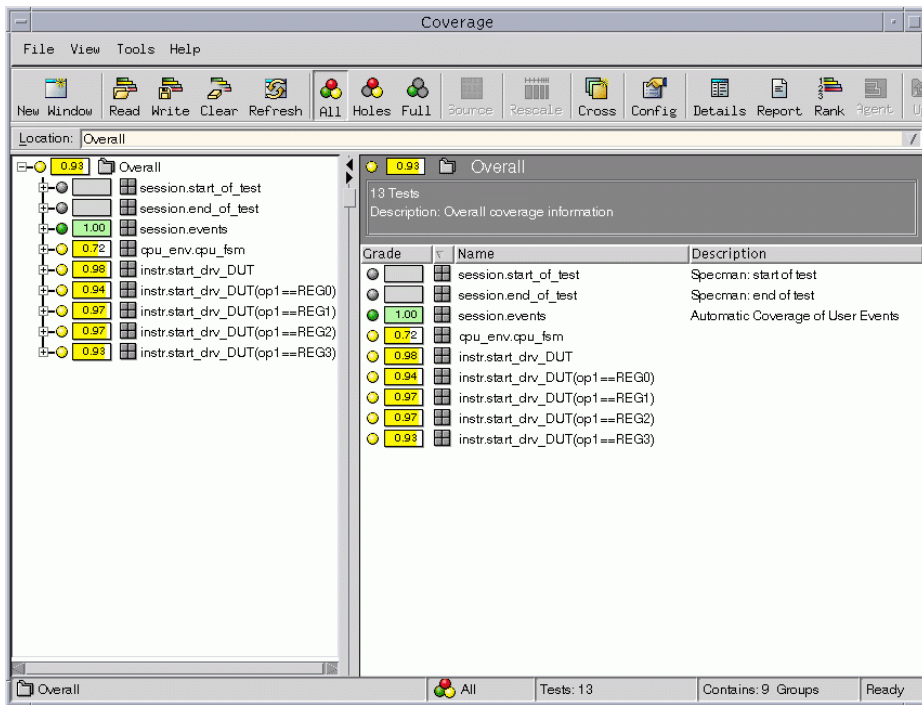 Coverage
File View Tools Help
New Window Read Write Clear Refresh All Holes Full Source Rescale Cross Config Details Report Rank Agent
Location: Overall
0.93 Overall
session.start_of_test
session.end_of_test
1.00 session.events
0.72 cpu_env.cpu_fsm
0.98 instr.start_drv_DUT
0.94 instr.start_drv_DUT(op1==REG0)
0.97 instr.start_drv_DUT(op1==REG1)
0.97 instr.start_drv_DUT(op1==REG2)
0.93 instr.start_drv_DUT(op1==REG3)
0.93 Overall
13 Tests
Description: Overall coverage information
Grade Name Description
session.start_of_test Specman: start of test
session.end_of_test Specman: end of test
1.00 session.events Automatic Coverage of User Events
0.72 cpu_env.cpu_fsm
0.98 instr.start_drv_DUT
0.94 instr.start_drv_DUT(op1==REG0)
0.97 instr.start_drv_DUT(op1==REG1)
0.97 instr.start_drv_DUT(op1==REG2)
0.93 instr.start_drv_DUT(op1==REG3)
Overall All Tests: 13 Contains: 9 Groups Ready